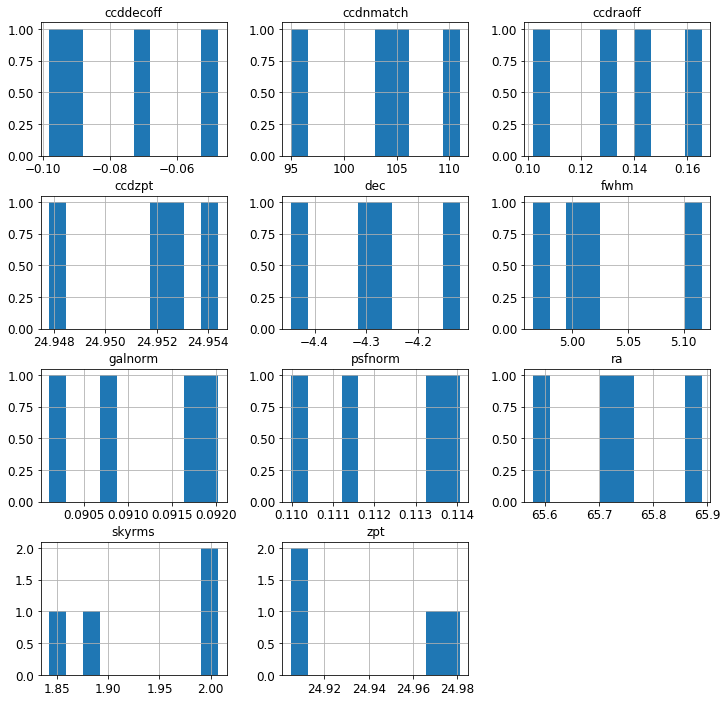 ccddecoff
1.00
0.75
0.50
0.25
0.00
−0.10 −0.08 −0.06
ccdnmatch
1.00
0.75
0.50
0.25
0.00
95 100 105 110
ccdraoff
1.00
0.75
0.50
0.25
0.00
0.10 0.12 0.14 0.16
ccdzpt
1.00
0.75
0.50
0.25
0.00
24.948 24.950 24.952 24.954
dec
1.00
0.75
0.50
0.25
0.00
−4.4 −4.3 −4.2
fwhm
1.00
0.75
0.50
0.25
0.00
5.00 5.05 5.10
galnorm
1.00
0.75
0.50
0.25
0.00
0.0905 0.0910 0.0915 0.0920
psfnorm
1.00
0.75
0.50
0.25
0.00
0.110 0.111 0.112 0.113 0.114
ra
1.00
0.75
0.50
0.25
0.00
65.6 65.7 65.8 65.9
skyrms
2.0
1.5
1.0
0.5
0.0
1.85 1.90 1.95 2.00
zpt
2.0
1.5
1.0
0.5
0.0
24.92 24.94 24.96 24.98